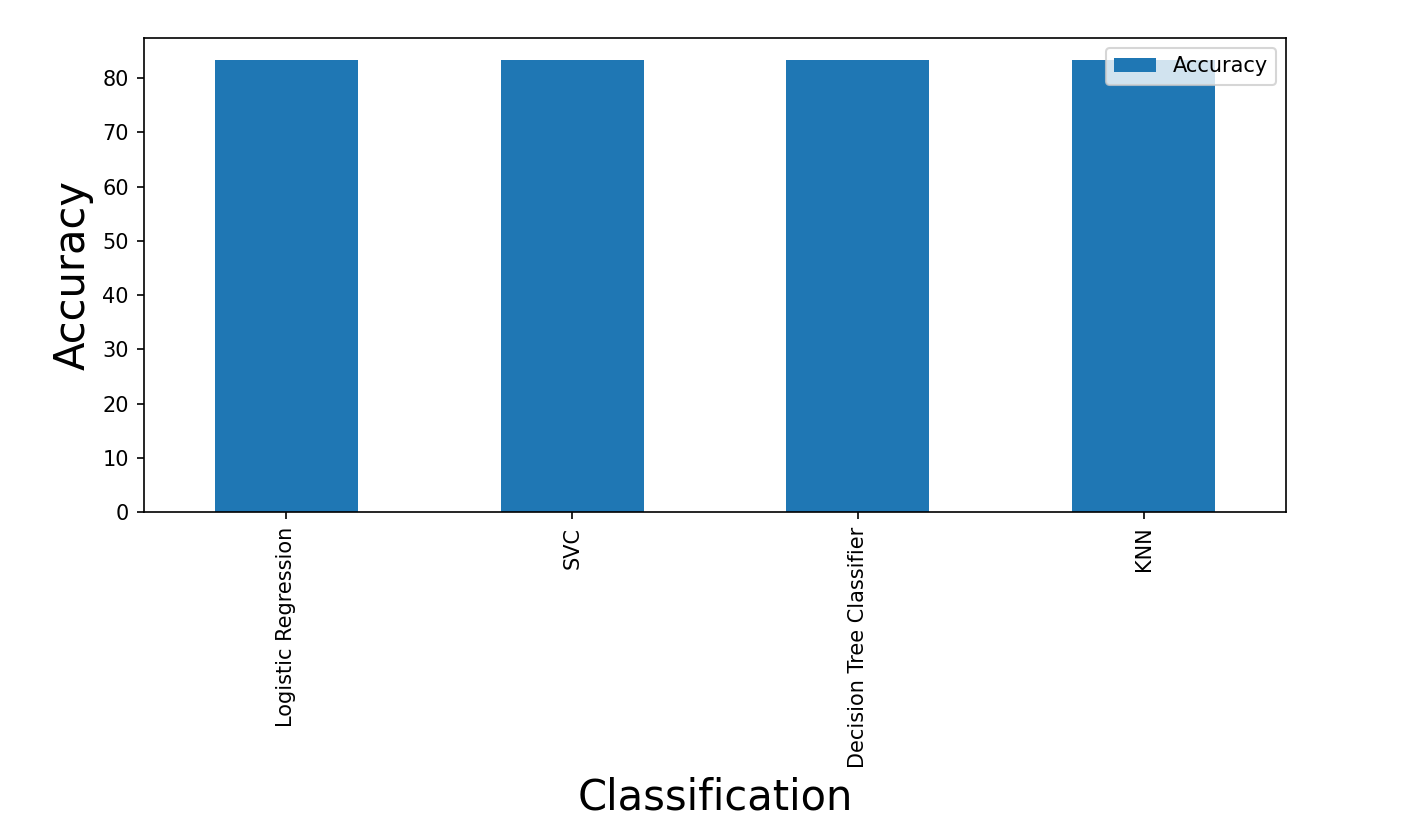 Accuracy
80
70
60
50
40
30
20
10
0
Accuracy
Logistic Regression
SVC
Decision Tree Classifier
KNN
Classification